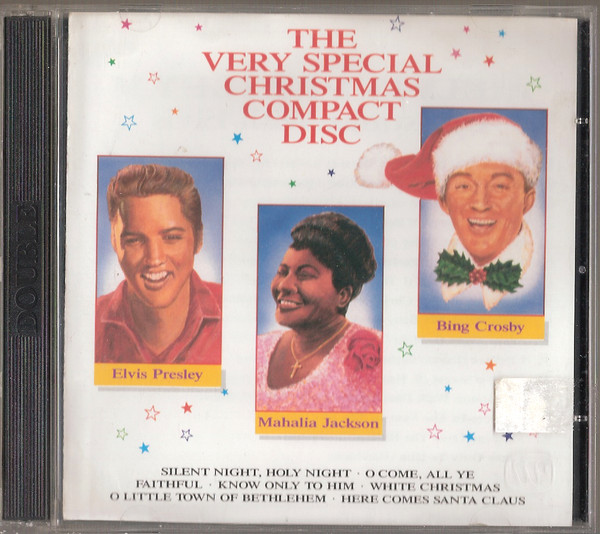 THE
VERY SPECIAL
CHRISTMAS
COMPACT
DISC
Elvis Presley
Mahalia Jackson
Bing Crosby
SILENT NIGHT, HOLY NIGHT · O COME, ALL YE
FAITHFUL · KNOW ONLY TO HIM · WHITE CHRISTMAS
O LITTLE TOWN OF BETHLEHEM · HERE COMES SANTA CLAUS
DOUBLE